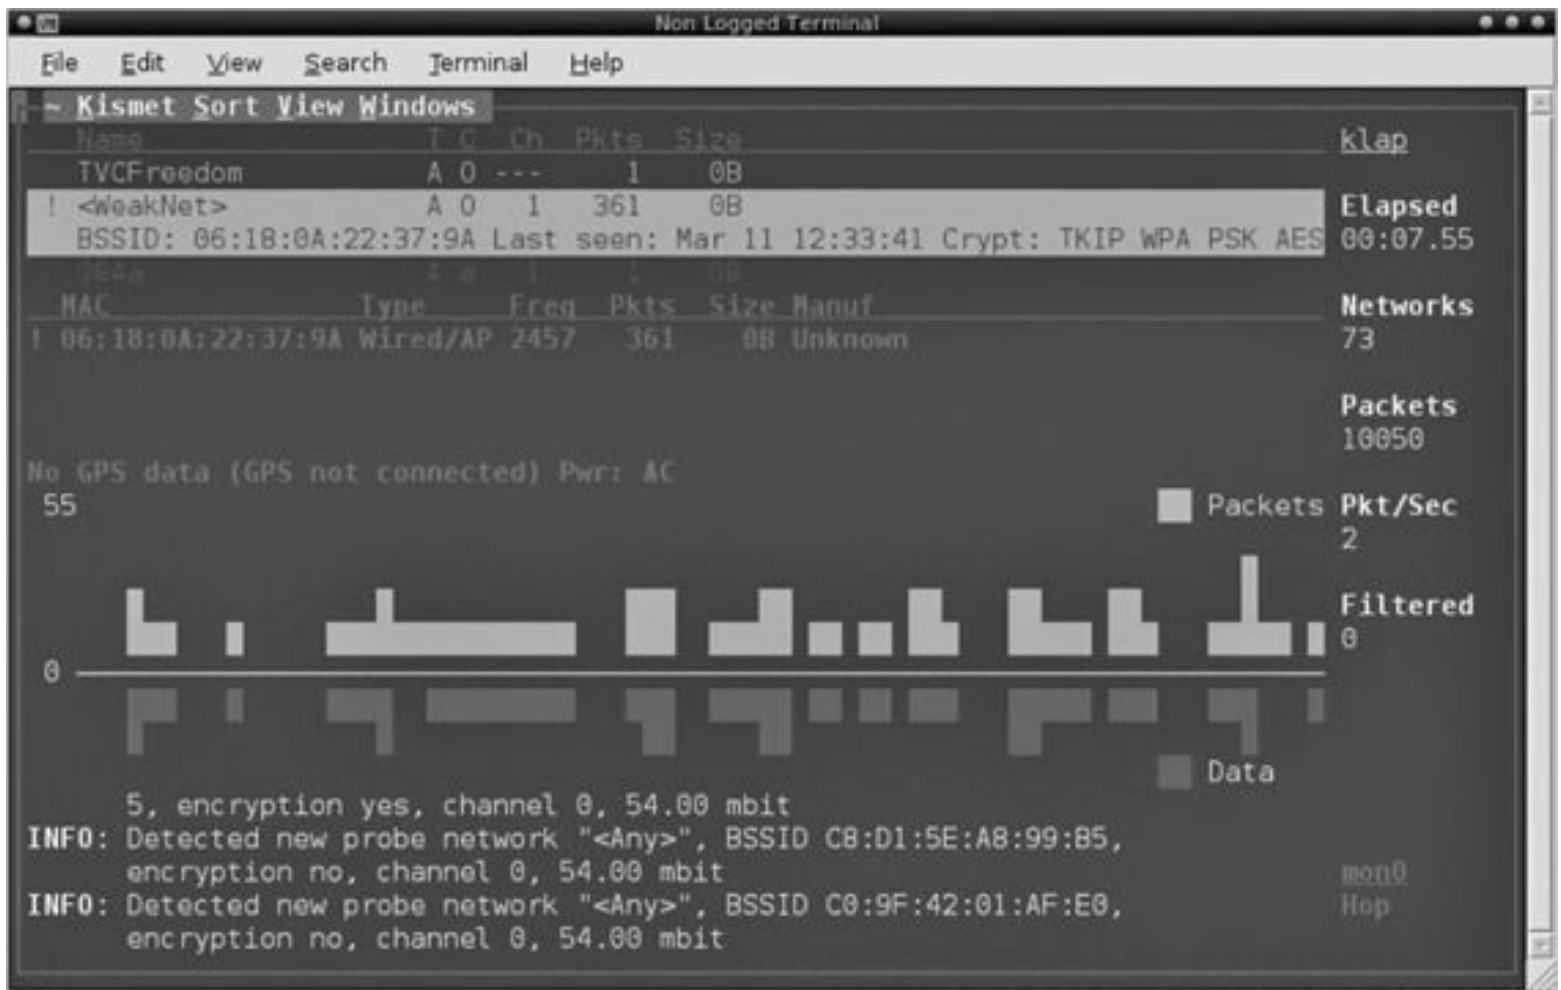 Non Logged Terminal
File Edit View Search Terminal Help
~ Kismet Sort View Windows
Name T C Ch Pkts Size
klap
TVCFreedom A O --- 1 0B
! <WeakNet> A O 1 361 0B
Elapsed
BSSID: 06:18:0A:22:37:9A Last seen: Mar 11 12:33:41 Crypt: TKIP WPA PSK AES
00:07.55
MAC Type Freq Pkts Size Manuf
Networks
! 06:18:0A:22:37:9A Wired/AP 2457 361 0B Unknown
73
Packets
10050
No GPS data (GPS not connected) Pwr: AC
55
Packets
Pkt/Sec
2
Filtered
0
0
Data
5, encryption yes, channel 0, 54.00 mbit
INFO: Detected new probe network "<Any>", BSSID C8:D1:5E:A8:99:B5,
encryption no, channel 0, 54.00 mbit
mon0
INFO: Detected new probe network "<Any>", BSSID C0:9F:42:01:AF:E0,
Hop
encryption no, channel 0, 54.00 mbit